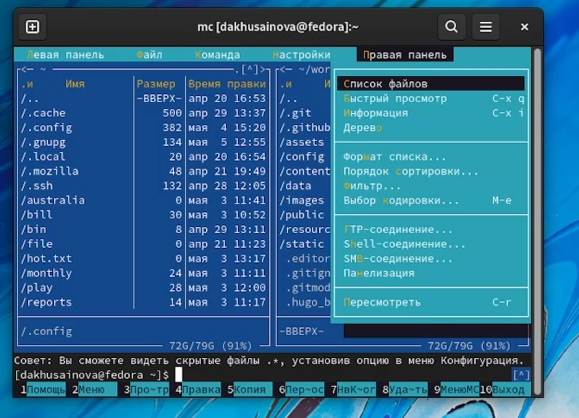 mc [dakhusainova@fedora]:~
Левая панель Файл Команда Настройки Правая панель
<— ~ .[^]>
.и Имя Размер Время правки
/.. -ВВЕРХ- апр 20 16:53
/.cache 500 апр 29 13:37
/.config 382 мая 4 15:20
/.gnupg 134 мая 5 12:55
/.local 20 апр 20 16:54
/.mozilla 48 апр 21 19:49
/.ssh 132 апр 28 12:05
/australia 0 мая 3 11:41
/bill 30 мая 3 10:52
/bin 8 апр 29 13:11
/file 0 апр 21 11:23
/hot.txt 0 мая 3 13:17
/monthly 24 мая 3 11:11
/play 28 мая 3 12:00
/reports 14 мая 3 11:17
/.config
72G/79G (91%)
<— ~/wor
.и И
/..
/.git
/.github
/assets
/config
/content
/data
/images
/public
/resourc
/static
.editor
.gitign
.gitmod
.hugo_b
-ВВЕРХ-
72G/79G (91%)
Список файлов
Быстрый просмотр C-x q
Информация C-x i
Дерево
Формат списка...
Порядок сортировки...
Фильтр...
Выбор кодировки... M-e
FTP-соединение...
Shell-соединение...
SMB-соединение...
Панелизация
Пересмотреть C-r
Совет: Вы сможете видеть скрытые файлы .*, установив опцию в меню Конфигурация.
[dakhusainova@fedora ~]$ [^]
1Помощь 2Меню 3Про~тр 4Правка 5Копия 6Пер~ос 7НвК~ог 8Уда~ть 9МенюMC 10Выход